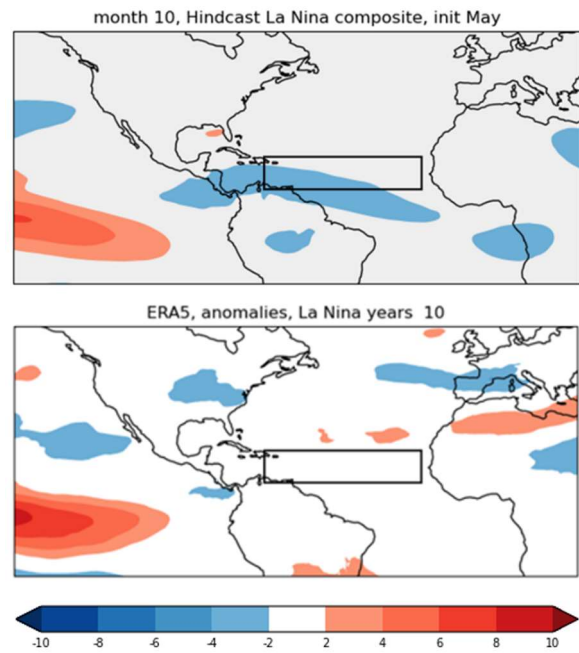 month 10, Hindcast La Nina composite, init May
ERA5, anomalies, La Nina years  10
-10 -8 -6 -4 -2 2 4 6 8 10